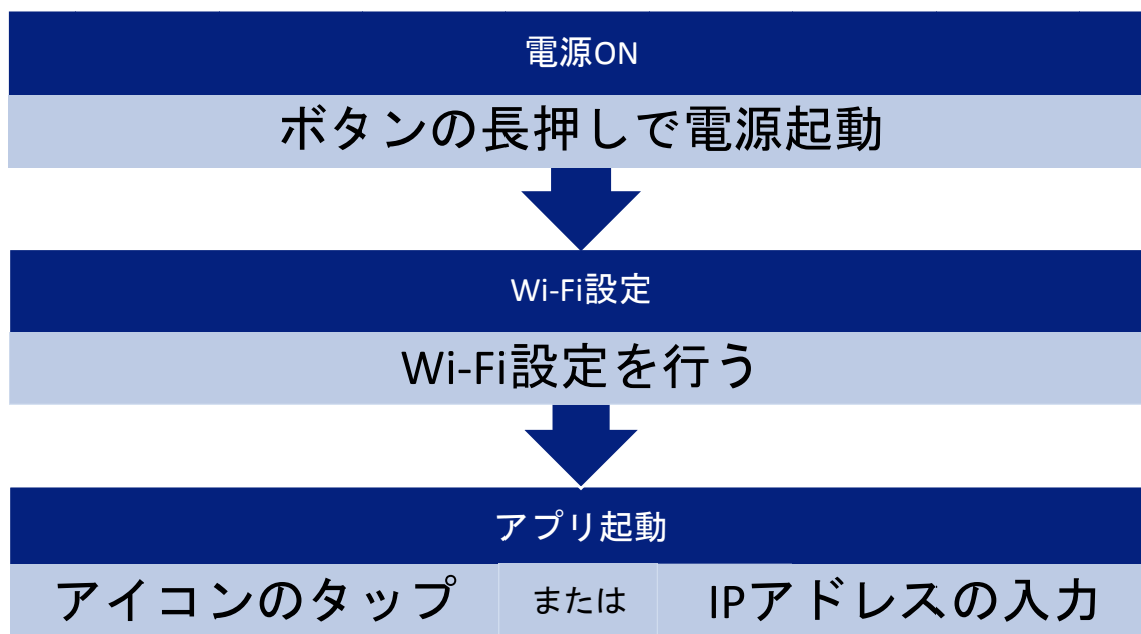 電源ON
ボタンの長押しで電源起動
Wi-Fi設定
Wi-Fi設定を行う
アプリ起動
アイコンのタップ または IPアドレスの入力